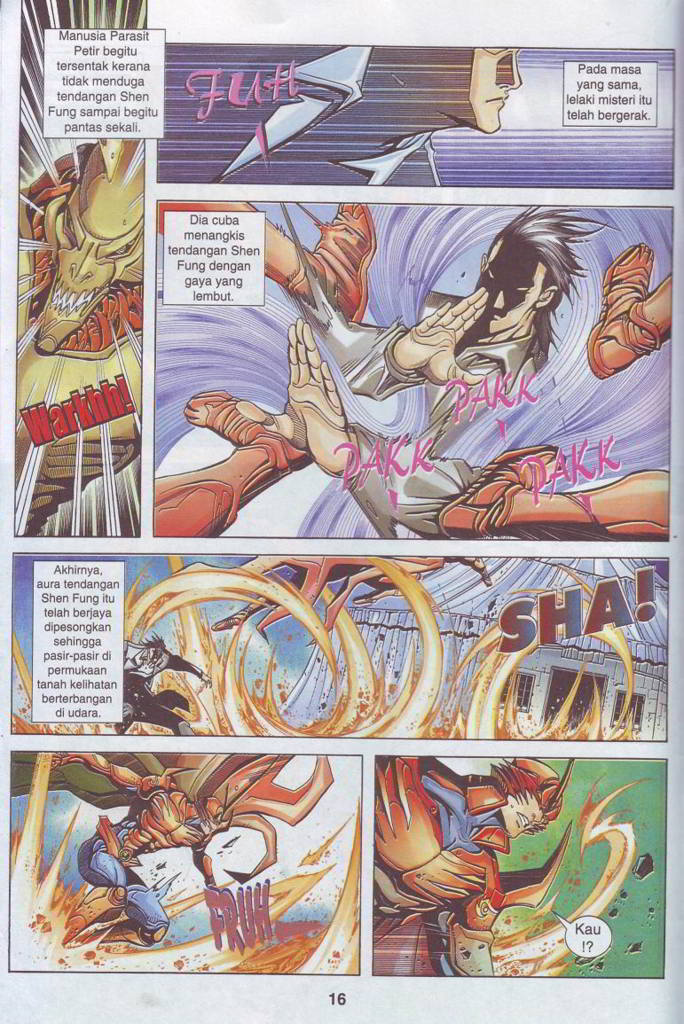 Manusia Parasit
Petir begitu
tersentak kerana
tidak menduga
tendangan Shen
Fung sampai begitu
pantas sekali.
FUH
Pada masa
yang sama,
lelaki misteri itu
telah bergerak.
Warkhh!
Dia cuba
menangkis
tendangan Shen
Fung dengan
gaya yang
lembut.
PAKK
PAKK
PAKK
Akhirnya,
aura tendangan
Shen Fung itu
telah berjaya
dipesongkan
sehingga
pasir-pasir di
permukaan
tanah kelihatan
berterbangan
di udara.
SHA!
FRUH
Kau
!?
16